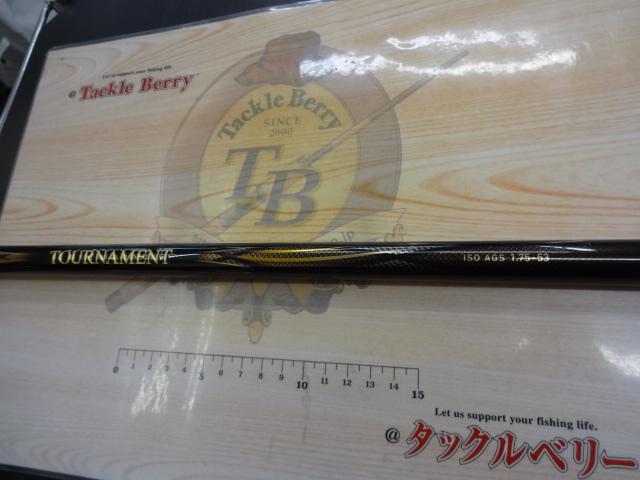 Let us support your fishing life.
@ Tackle Berry
Tackle Berry
SINCE
2000
TB
TOURNAMENT
ISO AGS 1.75-53
0 1 2 3 4 5 6 7 8 9 10 11 12 13 14 15
Let us support your fishing life.
@ タックルベリー